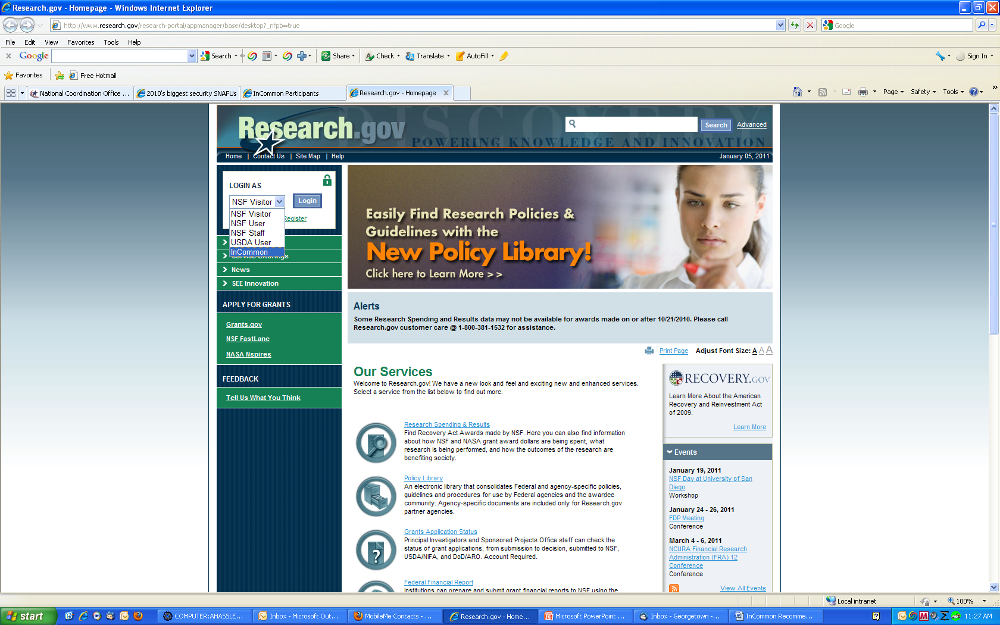 Research.gov - Homepage - Windows Internet Explorer
http://www.research.gov/research-portal/appmanager/base/desktop?_nfpb=true
Google
File Edit View Favorites Tools Help
x Google Search Share Check Translate AutoFill Sign In
Favorites Free Hotmail
National Coordination Office ... 2010's biggest security SNAFUs InCommon Participants Research.gov - Homepage Page Safety Tools
DISCOVERY
Research.gov
Search Advanced
POWERING KNOWLEDGE AND INNOVATION
Home | Contact Us | Site Map | Help January 05, 2011
LOGIN AS
NSF Visitor Login
NSF Visitor
NSF User Register
NSF Staff
USDA User
InCommon
News
SEE Innovation
APPLY FOR GRANTS
Grants.gov
NSF FastLane
NASA Nspires
FEEDBACK
Tell Us What You Think
Easily Find Research Policies &
Guidelines with the
New Policy Library!
Click here to Learn More > >
Alerts
Some Research Spending and Results data may not be available for awards made on or after 10/21/2010. Please call
Research.gov customer care @ 1-800-381-1532 for assistance.
Print Page Adjust Font Size: A A A
Our Services
Welcome to Research.gov! We have a new look and feel and exciting new and enhanced services.
Select a service from the list below to find out more.
Research Spending & Results
Find Recovery Act Awards made by NSF. Here you can also find information
about how NSF and NASA grant award dollars are being spent, what
research is being performed, and how the outcomes of the research are
benefiting society.
Policy Library
An electronic library that consolidates Federal and agency-specific policies,
guidelines and procedures for use by Federal agencies and the awardee
community. Agency-specific documents are included only for Research.gov
partner agencies.
Grants Application Status
Principal Investigators and Sponsored Projects Office staff can check the
status of grant applications, from submission to decision, submitted to NSF,
USDA/NIFA, and DoD/ARO. Account Required.
Federal Financial Report
Institutions can prepare and submit grant financial reports to NSF using the
RECOVERY.GOV
Learn More About the American
Recovery and Reinvestment Act
of 2009.
Learn More
Events
January 19, 2011
NSF Day at University of San
Diego
Workshop
January 24 - 26, 2011
FDP Meeting
Conference
March 4 - 6, 2011
NCURA Financial Research
Administration (FRA) 12
Conference
Conference
View All Events
Local intranet 100%
start COMPUTER:AHASSLE... Inbox - Microsoft Out... MobileMe Contacts - ... Research.gov - Home... Microsoft PowerPoint ... Inbox - Georgetown -... InCommon Recomme... 11:27 AM